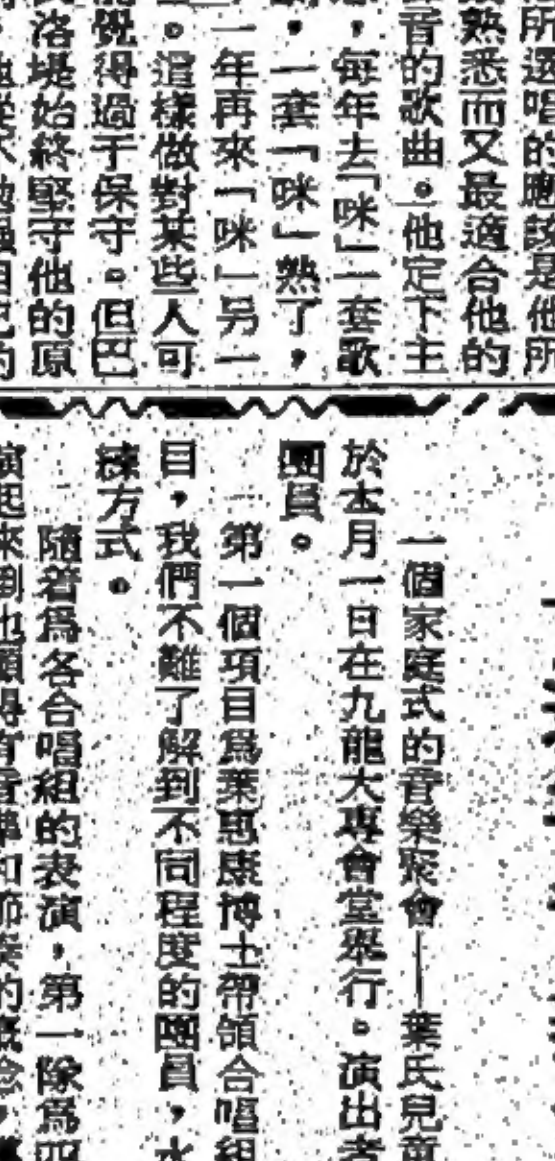 所選唱的應該是他所
熟悉而又最適合他的
音的歌曲。他定下主
，每年去「咪」一套歌
，一套「咪」熟了，
一年再來「咪」另一
。這樣做對某些人可
覺得過于保守。但巴
洛堤始終堅守他的原
一個家庭式的音樂聚會——葉氏兒童
於本月一日在九龍大專會堂舉行。演出者
團員。
第一個項目爲葉惠康博士帶領合唱組
目，我們不難了解到不同程度的團員，水
練方式。
隨着爲各合唱組的表演，第一隊爲四
演起來倒也顯得有音準和節奏的概念，